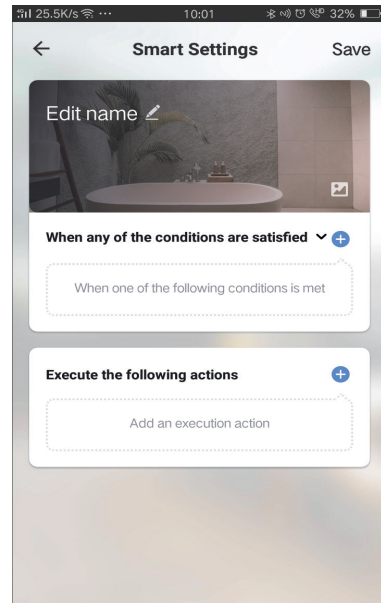 25.5K/s ··· 10:01 32%
Smart Settings Save
Edit name
When any of the conditions are satisfied
When one of the following conditions is met
Execute the following actions
Add an execution action